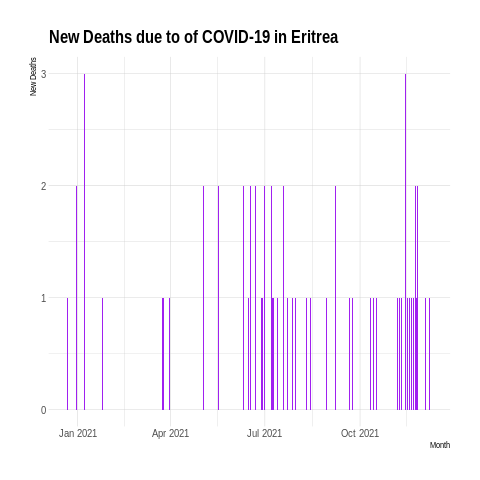 New Deaths due to of COVID-19 in Eritrea
New Deaths
3
2
1
0
Jan 2021 Apr 2021 Jul 2021 Oct 2021
Month